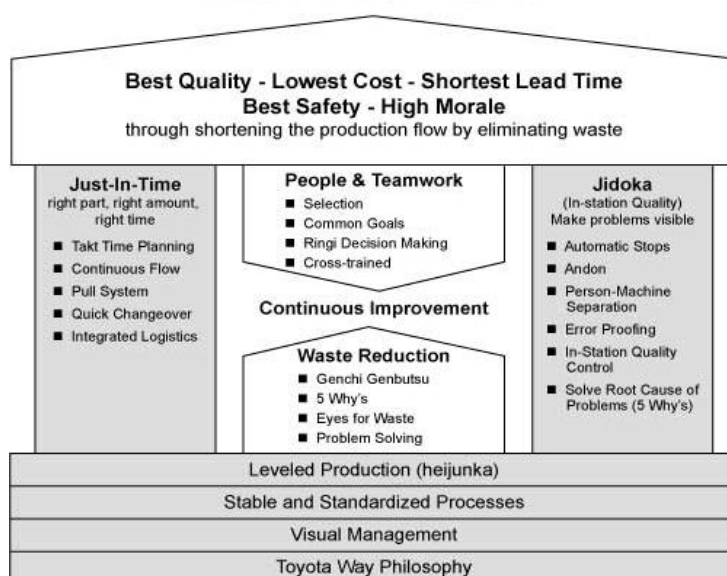 Best Quality - Lowest Cost - Shortest Lead Time
Best Safety - High Morale
through shortening the production flow by eliminating waste
Just-In-Time
right part, right amount,
right time
■ Takt Time Planning
■ Continuous Flow
■ Pull System
■ Quick Changeover
■ Integrated Logistics
People & Teamwork
■ Selection
■ Common Goals
■ Ringi Decision Making
■ Cross-trained
Continuous Improvement
Waste Reduction
■ Genchi Genbutsu
■ 5 Why's
■ Eyes for Waste
■ Problem Solving
Jidoka
(In-station Quality)
Make problems visible
■ Automatic Stops
■ Andon
■ Person-Machine
Separation
■ Error Proofing
■ In-Station Quality
Control
■ Solve Root Cause of
Problems (5 Why's)
Leveled Production (heijunka)
Stable and Standardized Processes
Visual Management
Toyota Way Philosophy